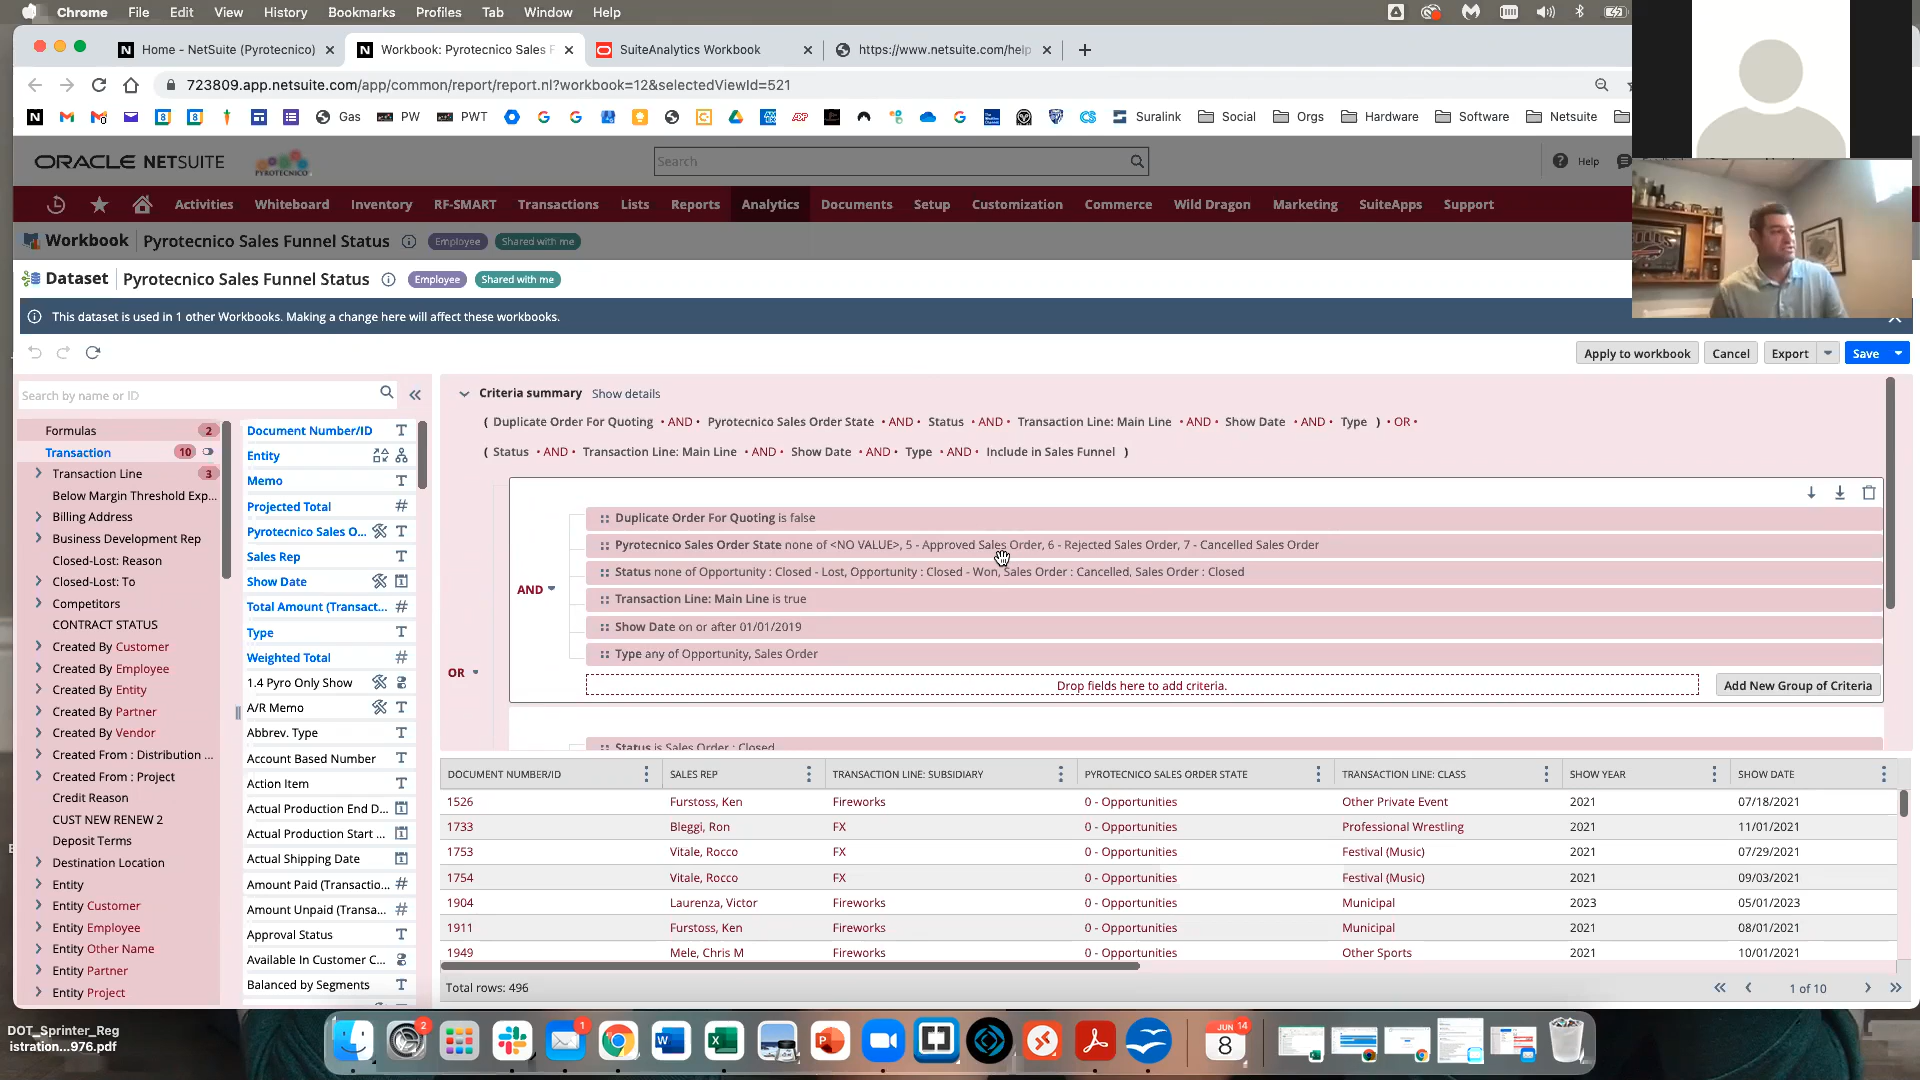 Chrome File Edit View History Bookmarks Profiles Tab Window Help
Home - NetSuite (Pyrotecnico)
Workbook: Pyrotecnico Sales F
SuiteAnalytics Workbook
https://www.netsuite.com/help
723809.app.netsuite.com/app/common/report/report.nl?workbook=12&selectedViewId=521
Gas PW PWT Suralink Social Orgs Hardware Software Netsuite
ORACLE NETSUITE
PYROTECNICO
Search
Help
Activities Whiteboard Inventory RF-SMART Transactions Lists Reports Analytics Documents Setup Customization Commerce Wild Dragon Marketing SuiteApps Support
Workbook Pyrotecnico Sales Funnel Status Employee Shared with me
Dataset Pyrotecnico Sales Funnel Status Employee Shared with me
This dataset is used in 1 other Workbooks. Making a change here will affect these workbooks.
Apply to workbook Cancel Export Save
Search by name or ID
Formulas 2
Transaction 10
Transaction Line 3
Below Margin Threshold Exp...
Billing Address
Business Development Rep
Closed-Lost: Reason
Closed-Lost: To
Competitors
CONTRACT STATUS
Created By Customer
Created By Employee
Created By Entity
Created By Partner
Created By Vendor
Created From : Distribution ...
Created From : Project
Credit Reason
CUST NEW RENEW 2
Deposit Terms
Destination Location
Entity
Entity Customer
Entity Employee
Entity Other Name
Entity Partner
Entity Project
Document Number/ID
Entity
Memo
Projected Total
Pyrotecnico Sales O...
Sales Rep
Show Date
Total Amount (Transact...
Type
Weighted Total
1.4 Pyro Only Show
A/R Memo
Abbrev. Type
Account Based Number
Action Item
Actual Production End D...
Actual Production Start ...
Actual Shipping Date
Amount Paid (Transactio...
Amount Unpaid (Transa...
Approval Status
Available In Customer C...
Balanced by Segments
Criteria summary Show details
( Duplicate Order For Quoting • AND • Pyrotecnico Sales Order State • AND • Status • AND • Transaction Line: Main Line • AND • Show Date • AND • Type ) • OR •
( Status • AND • Transaction Line: Main Line • AND • Show Date • AND • Type • AND • Include in Sales Funnel )
OR
AND
Duplicate Order For Quoting is false
Pyrotecnico Sales Order State none of <NO VALUE>, 5 - Approved Sales Order, 6 - Rejected Sales Order, 7 - Cancelled Sales Order
Status none of Opportunity : Closed - Lost, Opportunity : Closed - Won, Sales Order : Cancelled, Sales Order : Closed
Transaction Line: Main Line is true
Show Date on or after 01/01/2019
Type any of Opportunity, Sales Order
Drop fields here to add criteria.
Add New Group of Criteria
Status is Sales Order : Closed
DOCUMENT NUMBER/ID SALES REP TRANSACTION LINE: SUBSIDIARY PYROTECNICO SALES ORDER STATE TRANSACTION LINE: CLASS SHOW YEAR SHOW DATE
1526 Furstoss, Ken Fireworks 0 - Opportunities Other Private Event 2021 07/18/2021
1733 Bleggi, Ron FX 0 - Opportunities Professional Wrestling 2021 11/01/2021
1753 Vitale, Rocco FX 0 - Opportunities Festival (Music) 2021 07/29/2021
1754 Vitale, Rocco FX 0 - Opportunities Festival (Music) 2021 09/03/2021
1904 Laurenza, Victor Fireworks 0 - Opportunities Municipal 2023 05/01/2023
1911 Furstoss, Ken Fireworks 0 - Opportunities Municipal 2021 08/01/2021
1949 Mele, Chris M Fireworks 0 - Opportunities Other Sports 2021 10/01/2021
Total rows: 496
1 of 10
DOT_Sprinter_Reg
istration...976.pdf
2
1
JUN 14
8